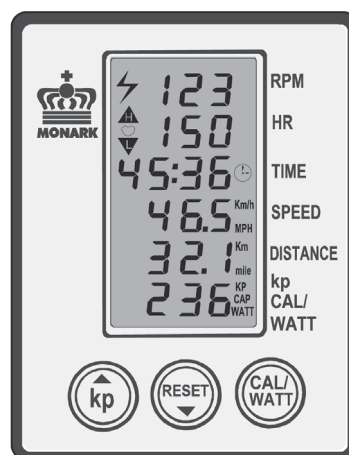 MONARK
123 RPM
H
150 HR
L
45:36 TIME
46.5 Km/h MPH SPEED
32.1 Km mile DISTANCE
236 KP CAP WATT kp CAL/ WATT
kp
RESET
CAL/
WATT